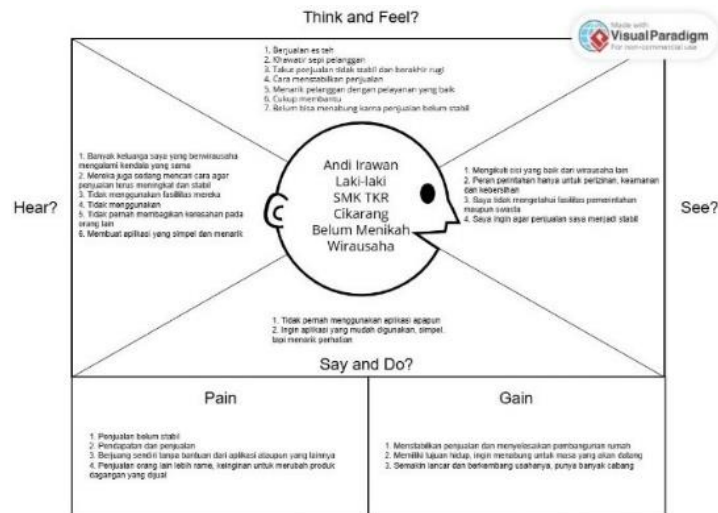 Think and Feel?
Made with
Visual Paradigm
For non-commercial use
1. Berjualan es teh
2. Khawatir sepi pelanggan
3. Takut penjualan tidak stabil dan berakhir rugi
4. Cara menstabilkan penjualan
5. Menarik pelanggan dengan pelayanan yang baik
6. Cukup membantu
7. Belum bisa menabung karna penjualan belum stabil
Hear?
1. Banyak keluarga saya yang berwirausaha
mengalami kendala yang sama
2. Mereka juga sedang mencari cara agar
penjualan terus meningkat dan stabil
3. Tidak menggunakan fasilitas mereka
4. Tidak menggunakan
5. Tidak pernah membagikan keresahan pada
orang lain
6. Membuat aplikasi yang simpel dan menarik
Andi Irawan
Laki-laki
SMK TKR
Cikarang
Belum Menikah
Wirausaha
1. Mengikuti sisi yang baik dari wirausaha lain
2. Peran perintahan hanya untuk perizinan, keamanan
dan kebersihan
3. Saya tidak mengetahui fasilitas pemerintahan
maupun swasta
4. Saya ingin agar penjualan saya menjadi stabil
See?
1. Tidak pernah menggunakan aplikasi apapun
2. Ingin aplikasi yang mudah digunakan, simpel,
tapi menarik perhatian
Say and Do?
Pain
1. Penjualan belum stabil
2. Pendapatan dan penjualan
3. Berjuang sendiri tanpa bantuan dari aplikasi ataupun yang lainnya
4. Penjualan orang lain lebih rame, keinginan untuk merubah produk
dagangan yang dijual
Gain
1. Menstabilkan penjualan dan menyelesaikan pembangunan rumah
2. Memiliki tujuan hidup, ingin menabung untuk masa yang akan datang
3. Semakin lancar dan berkembang usahanya, punya banyak cabang